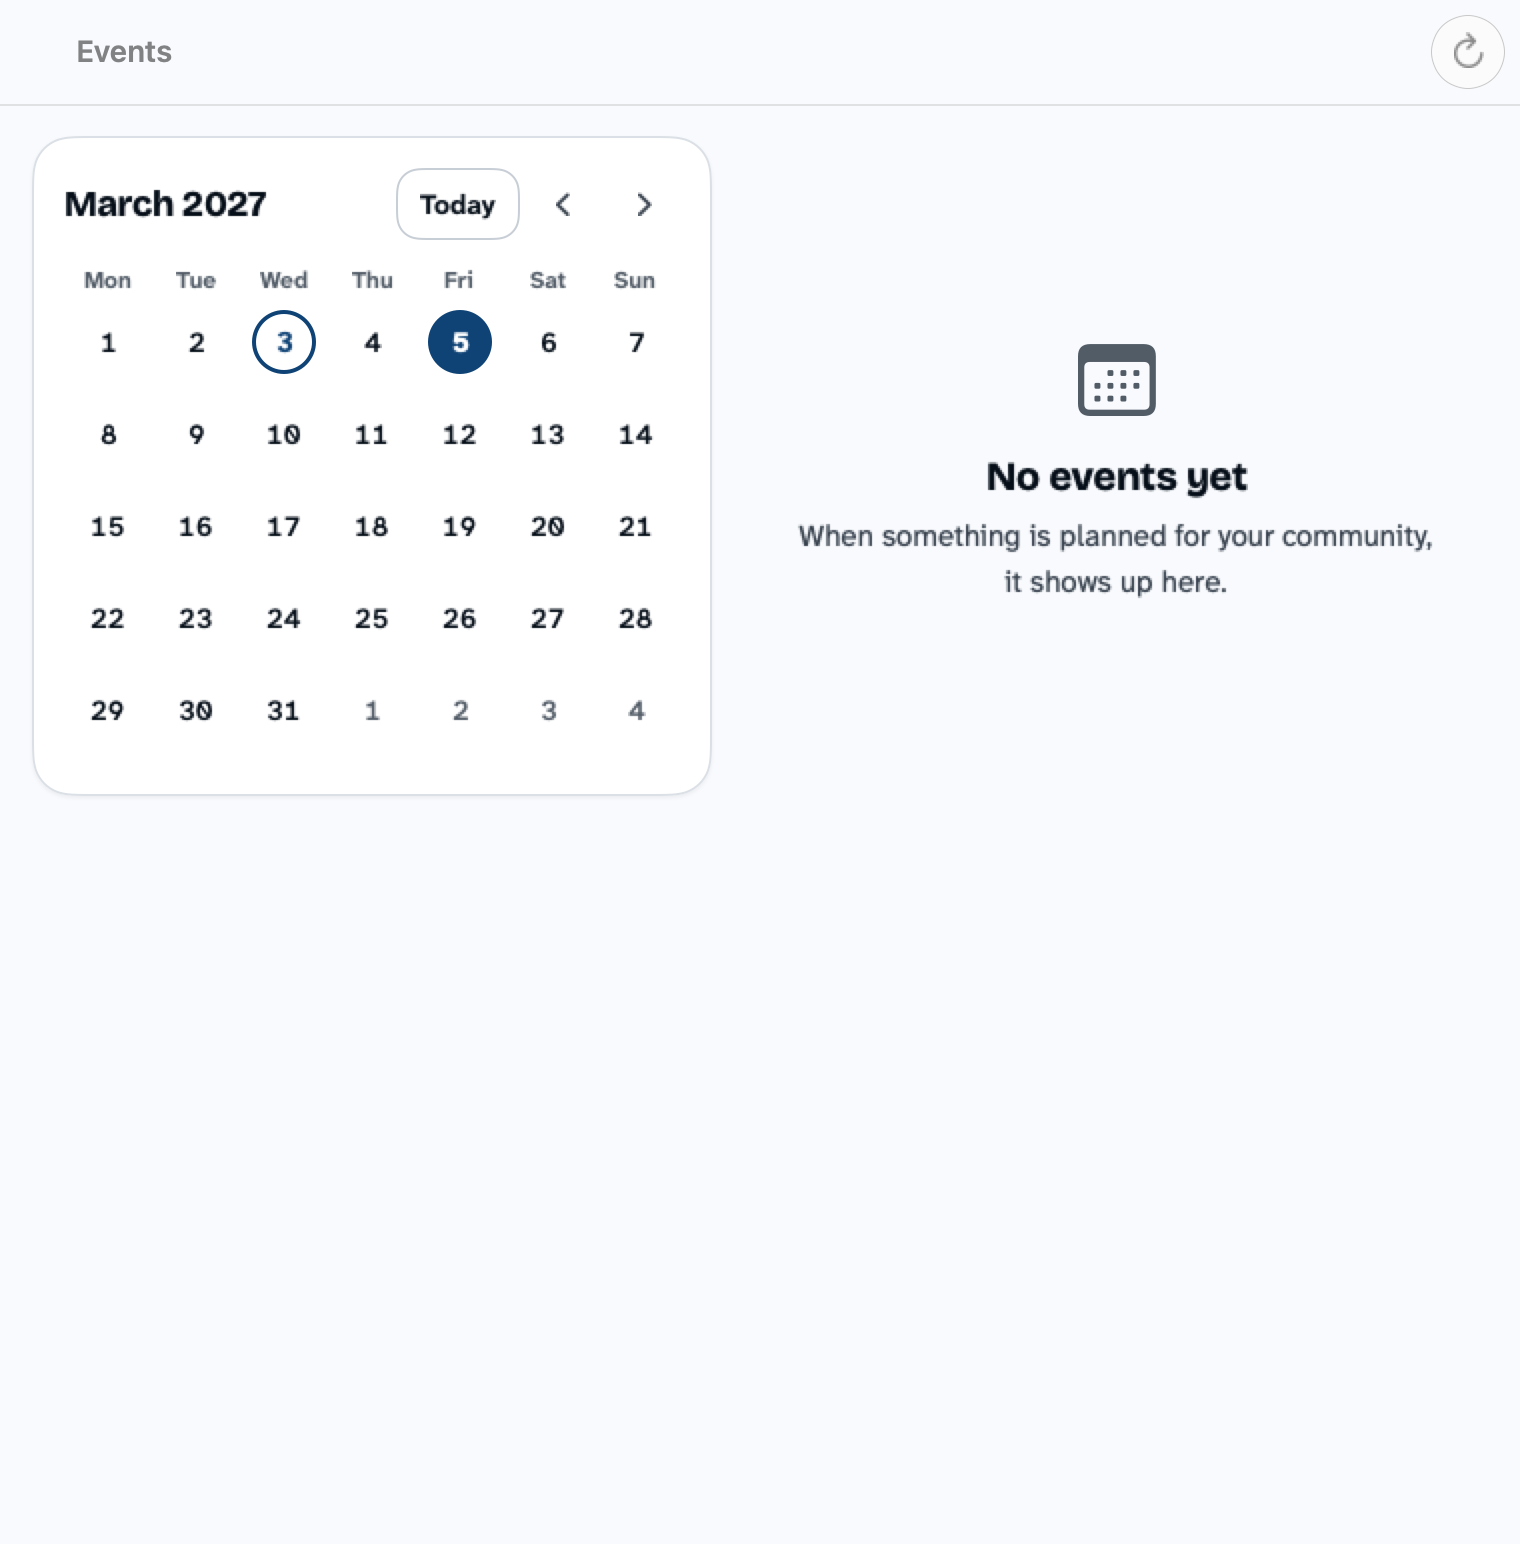 Events
March 2027 Today
Mon Tue Wed Thu Fri Sat Sun
1 2 3 4 5 6 7
8 9 10 11 12 13 14
15 16 17 18 19 20 21
22 23 24 25 26 27 28
29 30 31 1 2 3 4
No events yet
When something is planned for your community,
it shows up here.